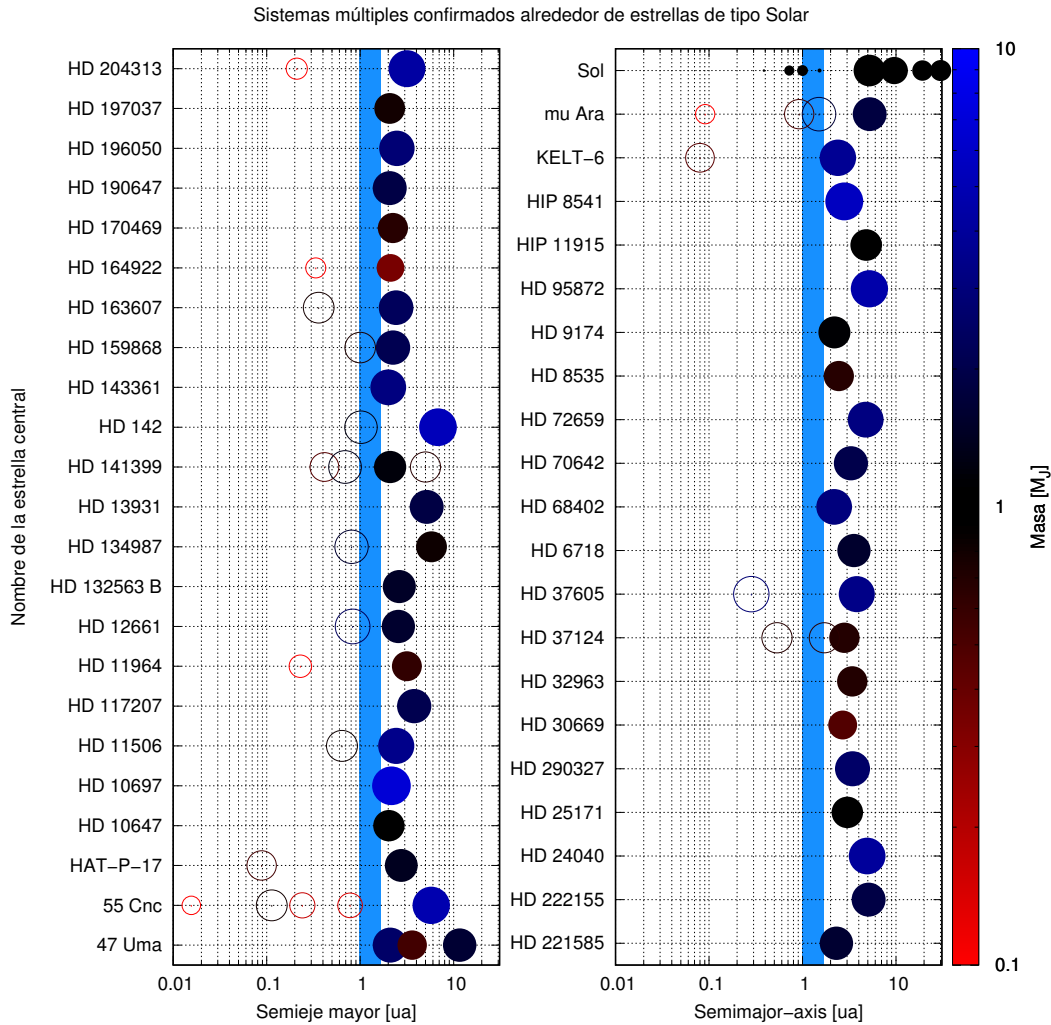 Sistemas múltiples confirmados alrededor de estrellas de tipo Solar
Nombre de la estrella central
HD 204313
HD 197037
HD 196050
HD 190647
HD 170469
HD 164922
HD 163607
HD 159868
HD 143361
HD 142
HD 141399
HD 13931
HD 134987
HD 132563 B
HD 12661
HD 11964
HD 117207
HD 11506
HD 10697
HD 10647
HAT−P−17
55 Cnc
47 Uma
0.01 0.1 1 10
Semieje mayor [ua]
Sol
mu Ara
KELT−6
HIP 8541
HIP 11915
HD 95872
HD 9174
HD 8535
HD 72659
HD 70642
HD 68402
HD 6718
HD 37605
HD 37124
HD 32963
HD 30669
HD 290327
HD 25171
HD 24040
HD 222155
HD 221585
0.01 0.1 1 10
Semimajor−axis [ua]
10
1
0.1
Masa [MJ]